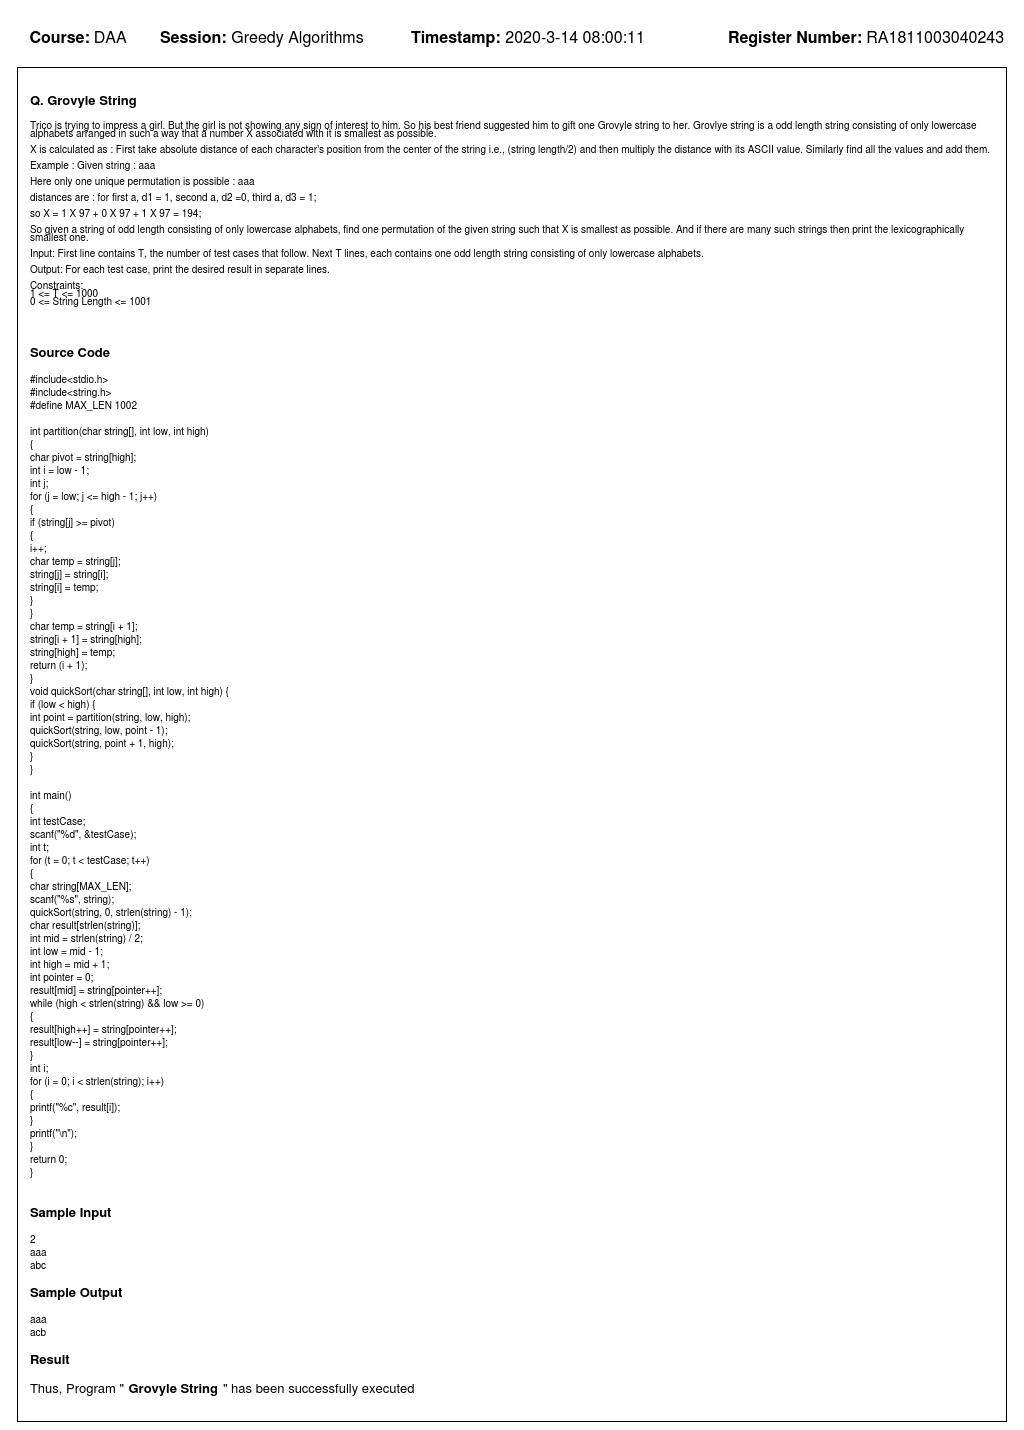 Course: DAA Session: Greedy Algorithms Timestamp: 2020-3-14 08:00:11 Register Number: RA1811003040243
Q. Grovyle String
Trico is trying to impress a girl. But the girl is not showing any sign of interest to him. So his best friend suggested him to gift one Grovyle string to her. Grovlye string is a odd length string consisting of only lowercase
alphabets arranged in such a way that a number X associated with it is smallest as possible.
X is calculated as : First take absolute distance of each character's position from the center of the string i.e., (string length/2) and then multiply the distance with its ASCII value. Similarly find all the values and add them.
Example : Given string : aaa
Here only one unique permutation is possible : aaa
distances are : for first a, d1 = 1, second a, d2 =0, third a, d3 = 1;
so X = 1 X 97 + 0 X 97 + 1 X 97 = 194;
So given a string of odd length consisting of only lowercase alphabets, find one permutation of the given string such that X is smallest as possible. And if there are many such strings then print the lexicographically
smallest one.
Input: First line contains T, the number of test cases that follow. Next T lines, each contains one odd length string consisting of only lowercase alphabets.
Output: For each test case, print the desired result in separate lines.
Constraints:
1 <= T <= 1000
0 <= String Length <= 1001
Source Code
#include<stdio.h>
#include<string.h>
#define MAX_LEN 1002
int partition(char string[], int low, int high)
{
char pivot = string[high];
int i = low - 1;
int j;
for (j = low; j <= high - 1; j++)
{
if (string[j] >= pivot)
{
i++;
char temp = string[j];
string[j] = string[i];
string[i] = temp;
}
}
char temp = string[i + 1];
string[i + 1] = string[high];
string[high] = temp;
return (i + 1);
}
void quickSort(char string[], int low, int high) {
if (low < high) {
int point = partition(string, low, high);
quickSort(string, low, point - 1);
quickSort(string, point + 1, high);
}
}
int main()
{
int testCase;
scanf("%d", &testCase);
int t;
for (t = 0; t < testCase; t++)
{
char string[MAX_LEN];
scanf("%s", string);
quickSort(string, 0, strlen(string) - 1);
char result[strlen(string)];
int mid = strlen(string) / 2;
int low = mid - 1;
int high = mid + 1;
int pointer = 0;
result[mid] = string[pointer++];
while (high < strlen(string) && low >= 0)
{
result[high++] = string[pointer++];
result[low--] = string[pointer++];
}
int i;
for (i = 0; i < strlen(string); i++)
{
printf("%c", result[i]);
}
printf("\n");
}
return 0;
}
Sample Input
2
aaa
abc
Sample Output
aaa
acb
Result
Thus, Program " Grovyle String " has been successfully executed